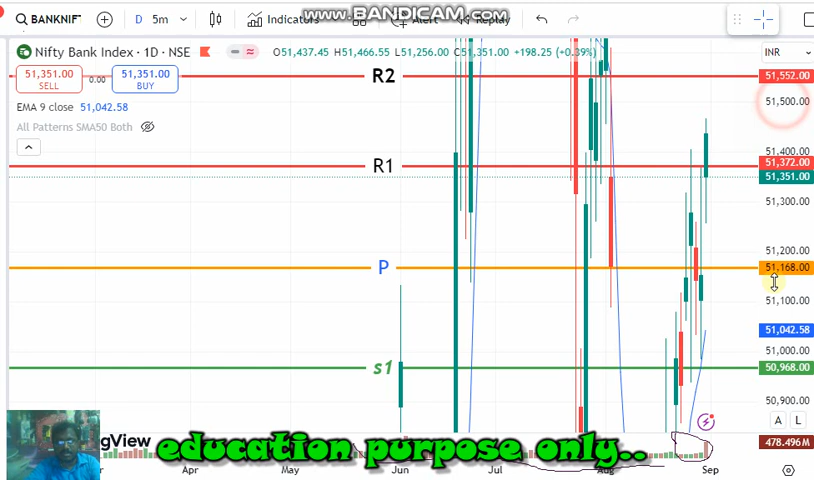 BANKNIFT
D
5m
Indicators
Alert
Replay
www.BANDICAM.com
Nifty Bank Index · 1D · NSE
O51,437.45 H51,466.55 L51,256.00 C51,351.00 +198.25 (+0.39%)
INR
51,351.00
SELL
0.00
51,351.00
BUY
EMA 9 close 51,042.58
All Patterns SMA50 Both
R2
R1
P
s1
51,552.00
51,500.00
51,400.00
51,372.00
51,351.00
51,300.00
51,200.00
51,168.00
51,100.00
51,042.58
51,000.00
50,968.00
50,900.00
A
L
478.496M
education purpose only..
Apr
May
Jun
Jul
Aug
Sep